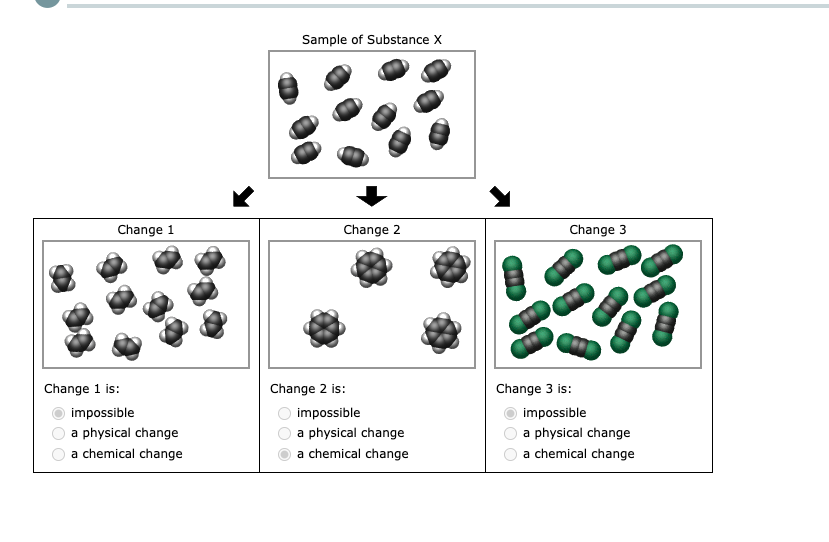 Sample of Substance X
Change 1
Change 2
Change 3
Change 1 is:
impossible
a physical change
a chemical change
Change 2 is:
impossible
a physical change
a chemical change
Change 3 is:
impossible
a physical change
a chemical change